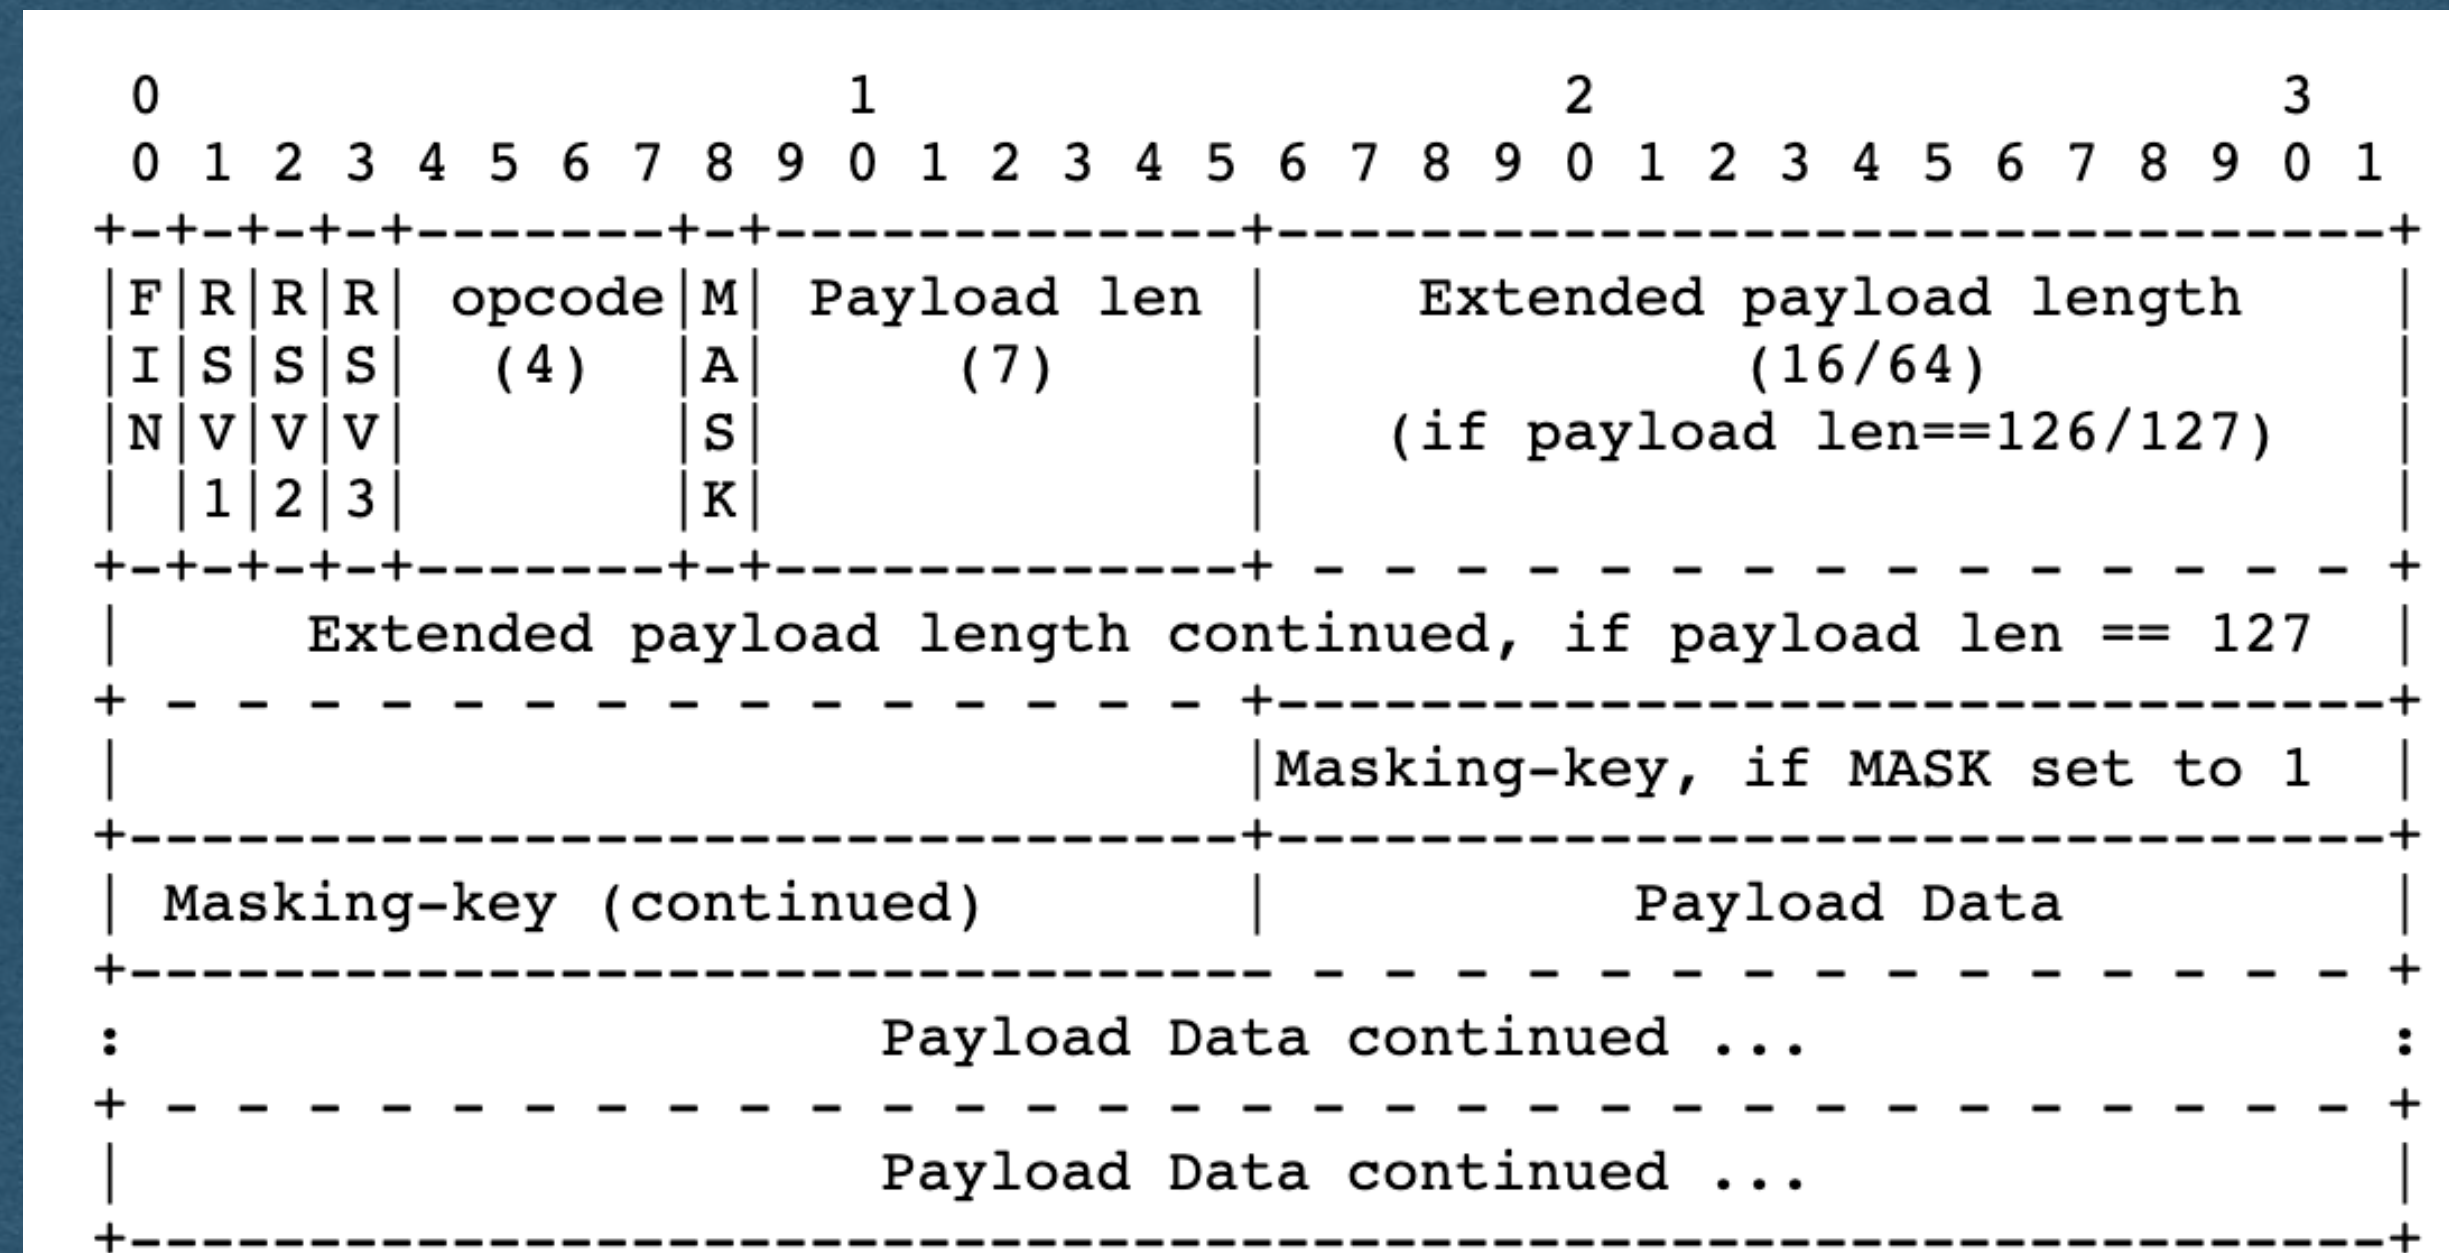 0                   1                   2                   3
 0 1 2 3 4 5 6 7 8 9 0 1 2 3 4 5 6 7 8 9 0 1 2 3 4 5 6 7 8 9 0 1
+-+-+-+-+-------+-+-------------+-------------------------------+
|F|R|R|R| opcode|M| Payload len |    Extended payload length    |
|I|S|S|S|  (4)  |A|     (7)     |             (16/64)           |
|N|V|V|V|       |S|             |   (if payload len==126/127)   |
| |1|2|3|       |K|             |                               |
+-+-+-+-+-------+-+-------------+ - - - - - - - - - - - - - - - +
|     Extended payload length continued, if payload len == 127  |
+ - - - - - - - - - - - - - - - +-------------------------------+
|                               |Masking-key, if MASK set to 1  |
+-------------------------------+-------------------------------+
| Masking-key (continued)       |          Payload Data         |
+-------------------------------- - - - - - - - - - - - - - - - +
:                     Payload Data continued ...                :
+ - - - - - - - - - - - - - - - - - - - - - - - - - - - - - - - +
|                     Payload Data continued ...                |
+---------------------------------------------------------------+